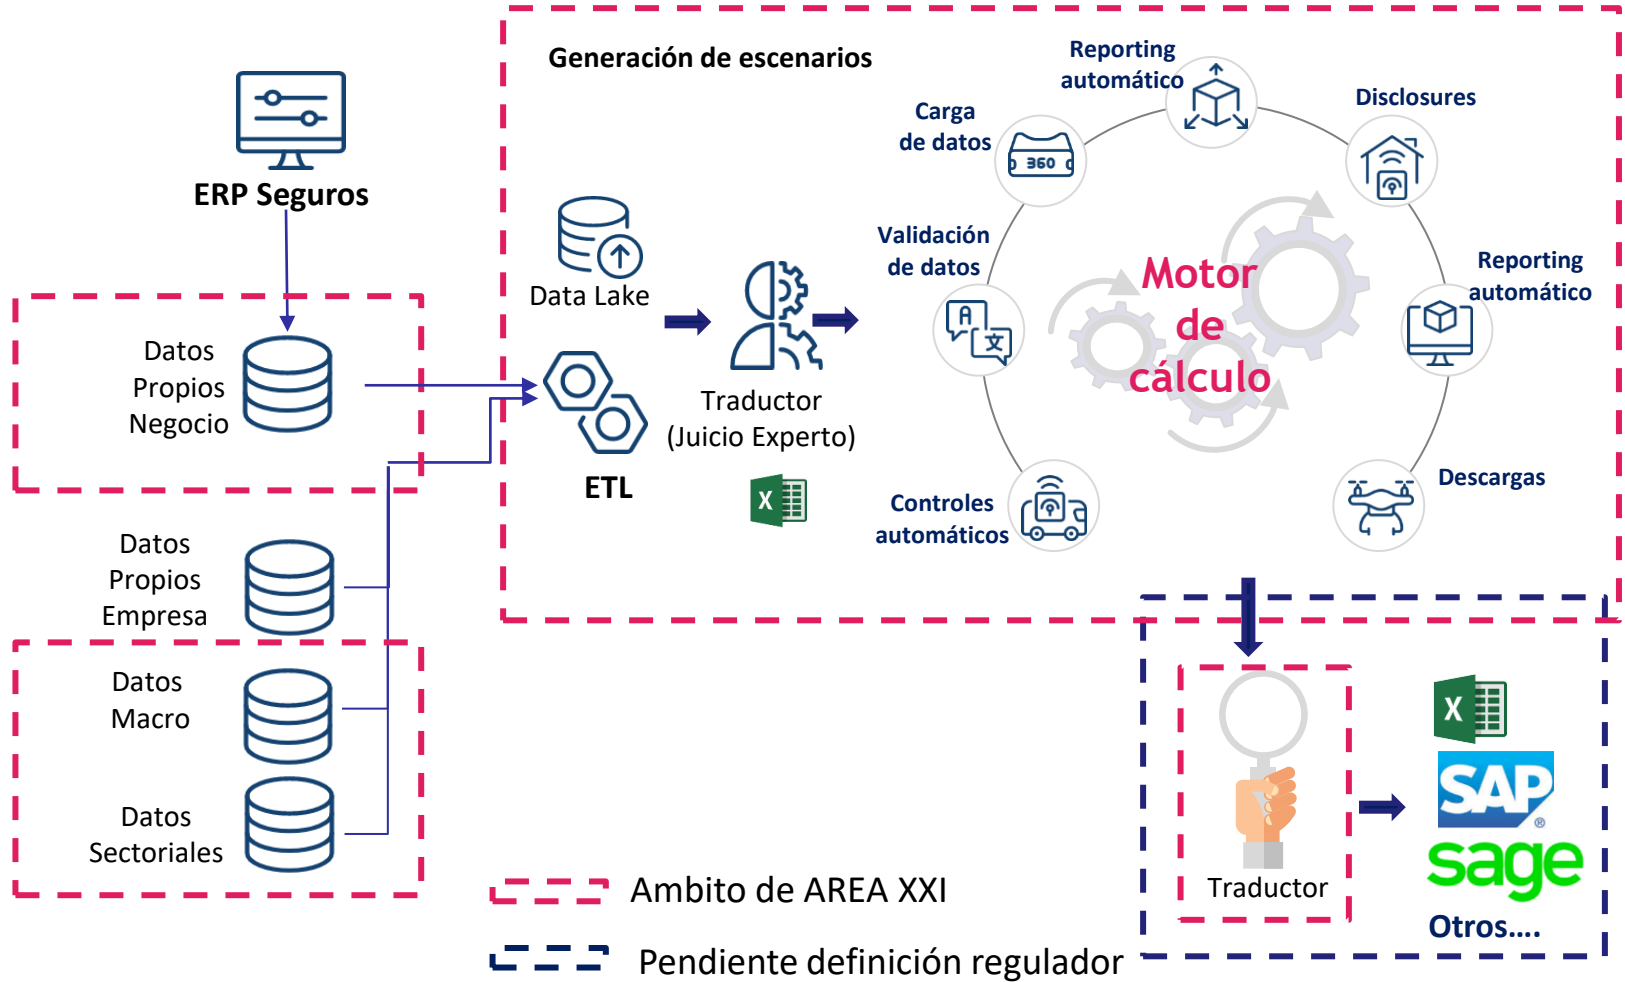 Generación de escenarios
ERP Seguros
Datos
Propios
Negocio
Datos
Propios
Empresa
Datos
Macro
Datos
Sectoriales
Data Lake
ETL
Traductor
(Juicio Experto)
X
Reporting
automático
Carga
de datos
360
Disclosures
Validación
de datos
A
文
Reporting
automático
Motor
de
cálculo
Controles
automáticos
Descargas
Traductor
X
SAP
®
sage
Otros....
Ambito de AREA XXI
Pendiente definición regulador